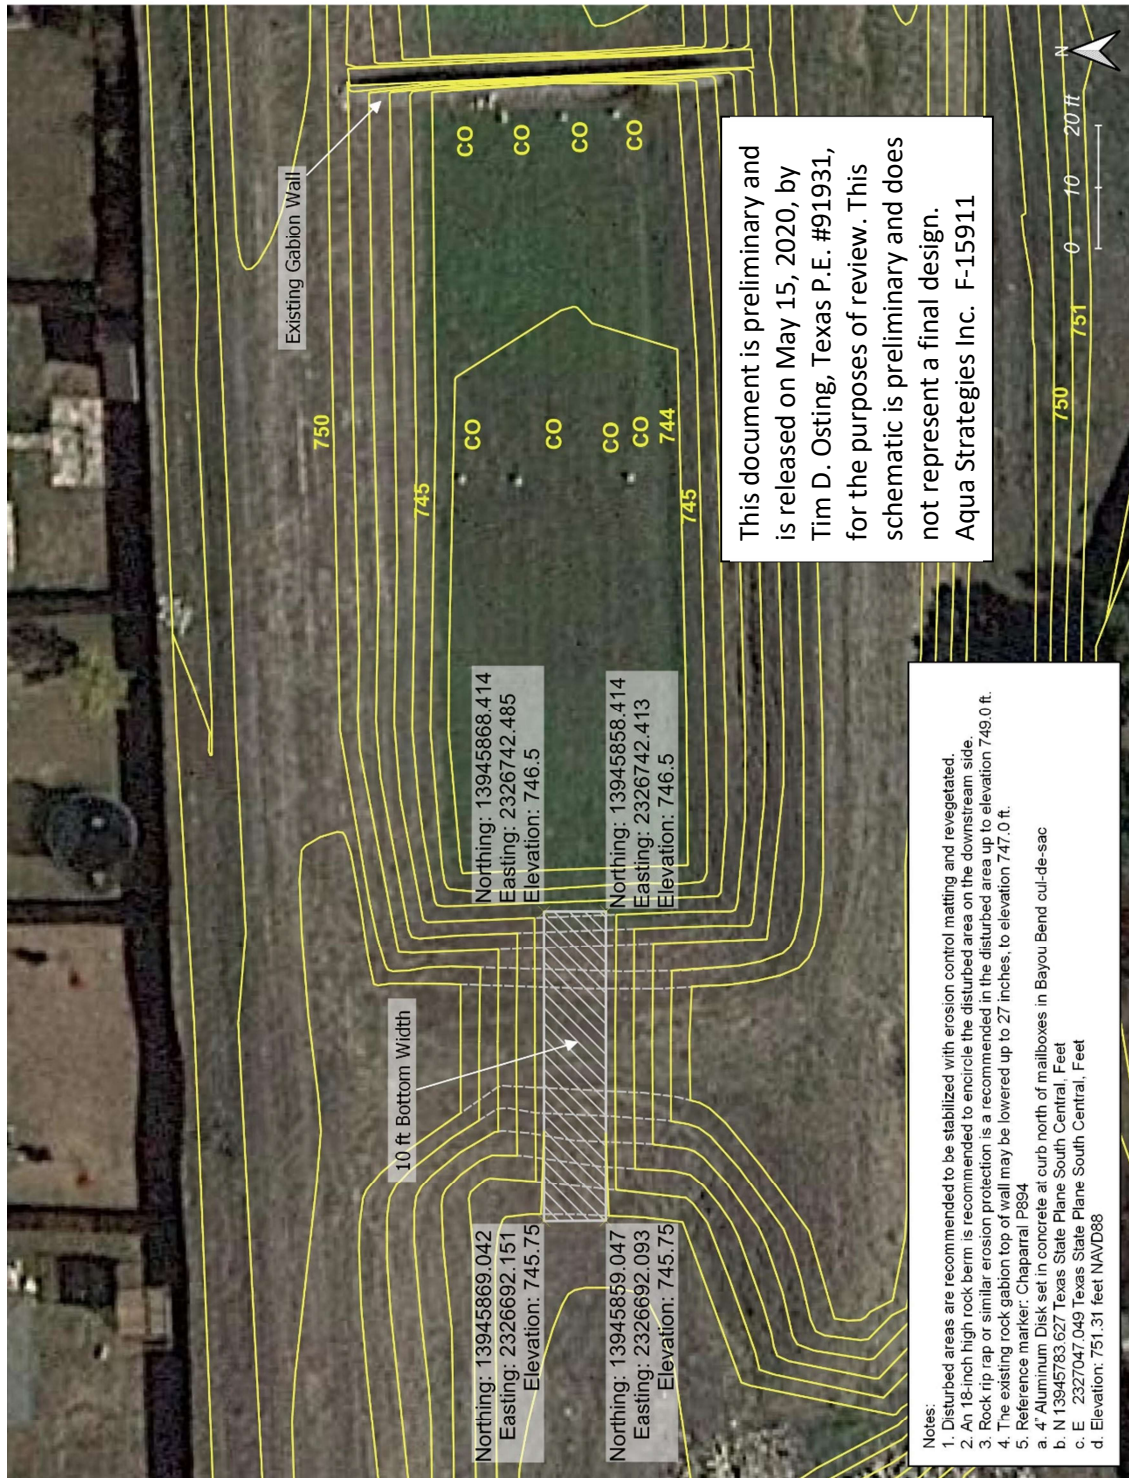 Existing Gabion Wall
750
745
CO
CO
CO
CO
CO
CO
CO
CO
744
745
10 ft Bottom Width
Northing: 13945869.042
Easting: 2326692.151
Elevation: 745.75
Northing: 13945868.414
Easting: 2326742.485
Elevation: 746.5
Northing: 13945859.047
Easting: 2326692.093
Elevation: 745.75
Northing: 13945858.414
Easting: 2326742.413
Elevation: 746.5
This document is preliminary and
is released on May 15, 2020, by
Tim D. Osting, Texas P.E. #91931,
for the purposes of review. This
schematic is preliminary and does
not represent a final design.
Aqua Strategies Inc. F-15911
750
751
N
0 10 20 ft
Notes:
1. Disturbed areas are recommended to be stabilized with erosion control matting and revegetated.
2. An 18-inch high rock berm is recommended to encircle the disturbed area on the downstream side.
3. Rock rip rap or similar erosion protection is a recommended in the disturbed area up to elevation 749.0 ft.
4. The existing rock gabion top of wall may be lowered up to 27 inches, to elevation 747.0 ft.
5. Reference marker: Chaparral P894
a. 4" Aluminum Disk set in concrete at curb north of mailboxes in Bayou Bend cul-de-sac
b. N 13945783.627 Texas State Plane South Central, Feet
c. E 2327047.049 Texas State Plane South Central, Feet
d. Elevation: 751.31 feet NAVD88